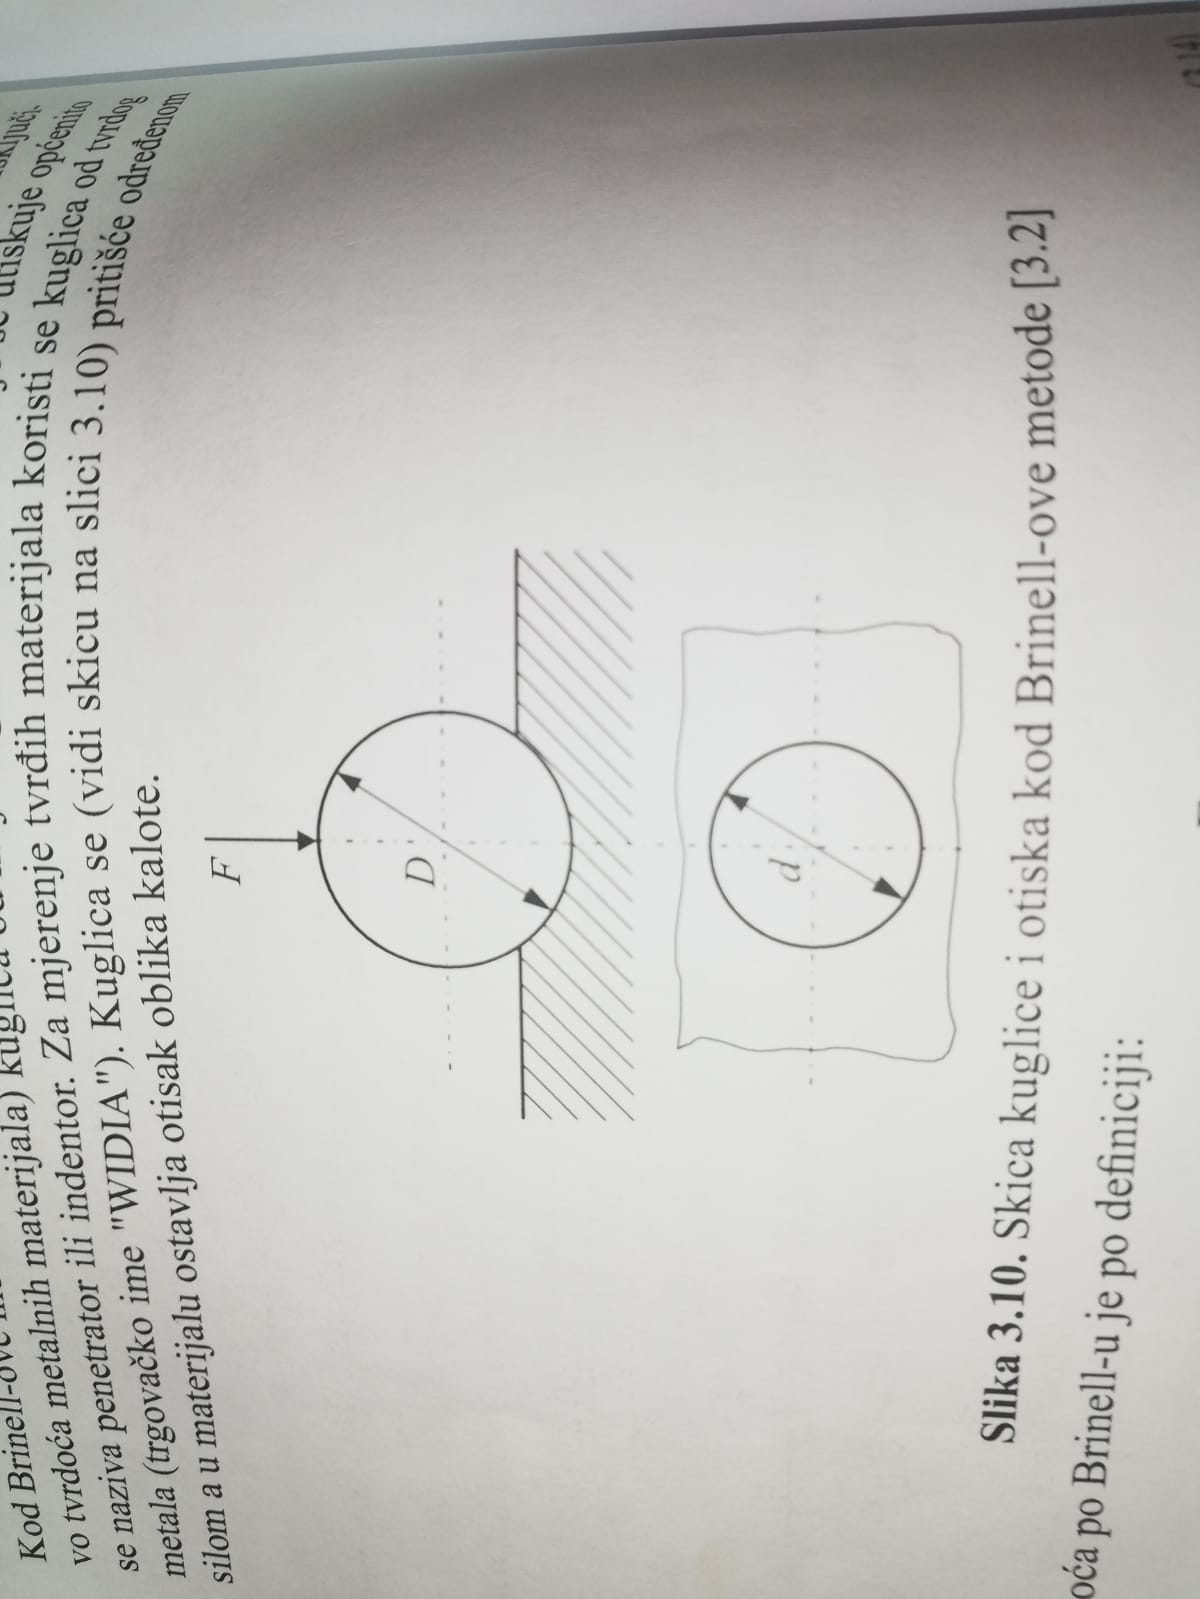 Kod Brinell-ove
vo tvrdoća metalnih materijala) kuglica se utiskuje općenito
se naziva penetrator ili indentor. Za mjerenje tvrđih materijala koristi se kuglica od tvrdog
metala (trgovačko ime "WIDIA"). Kuglica se (vidi skicu na slici 3.10) pritišće određenom
silom a u materijalu ostavlja otisak oblika kalote.
F
D
d
Slika 3.10. Skica kuglice i otiska kod Brinell-ove metode [3.2]
oća po Brinell-u je po definiciji: